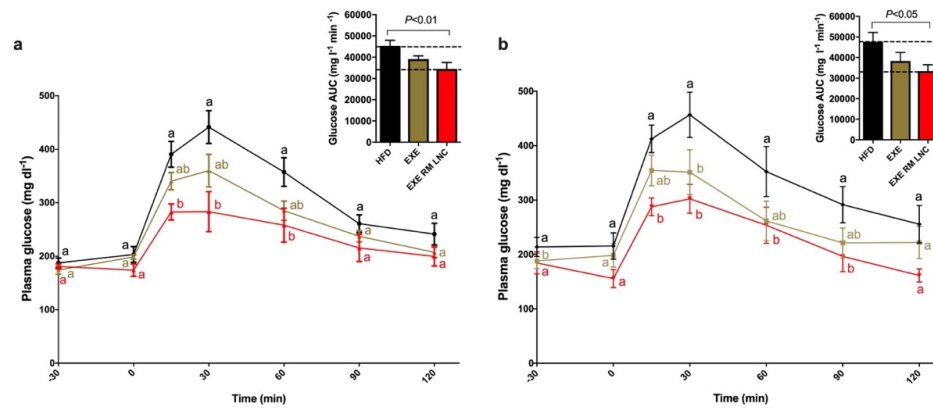 a
P<0.01
Glucose AUC (mg l⁻¹ min⁻¹)
60000
50000
40000
30000
20000
10000
0
HFD
EXE
EXE RM LNC
Plasma glucose (mg dl⁻¹)
500
400
300
200
100
0
a a a a a a a
a a ab ab b a a
a a b b b a a
-30 0 30 60 90 120
Time (min)
b
P<0.05
Glucose AUC (mg l⁻¹ min⁻¹)
60000
50000
40000
30000
20000
10000
0
HFD
EXE
EXE RM LNC
Plasma glucose (mg dl⁻¹)
500
400
300
200
100
0
a a a a a a a
b a ab b ab ab ab
a a b b b b a
-30 0 30 60 90 120
Time (min)